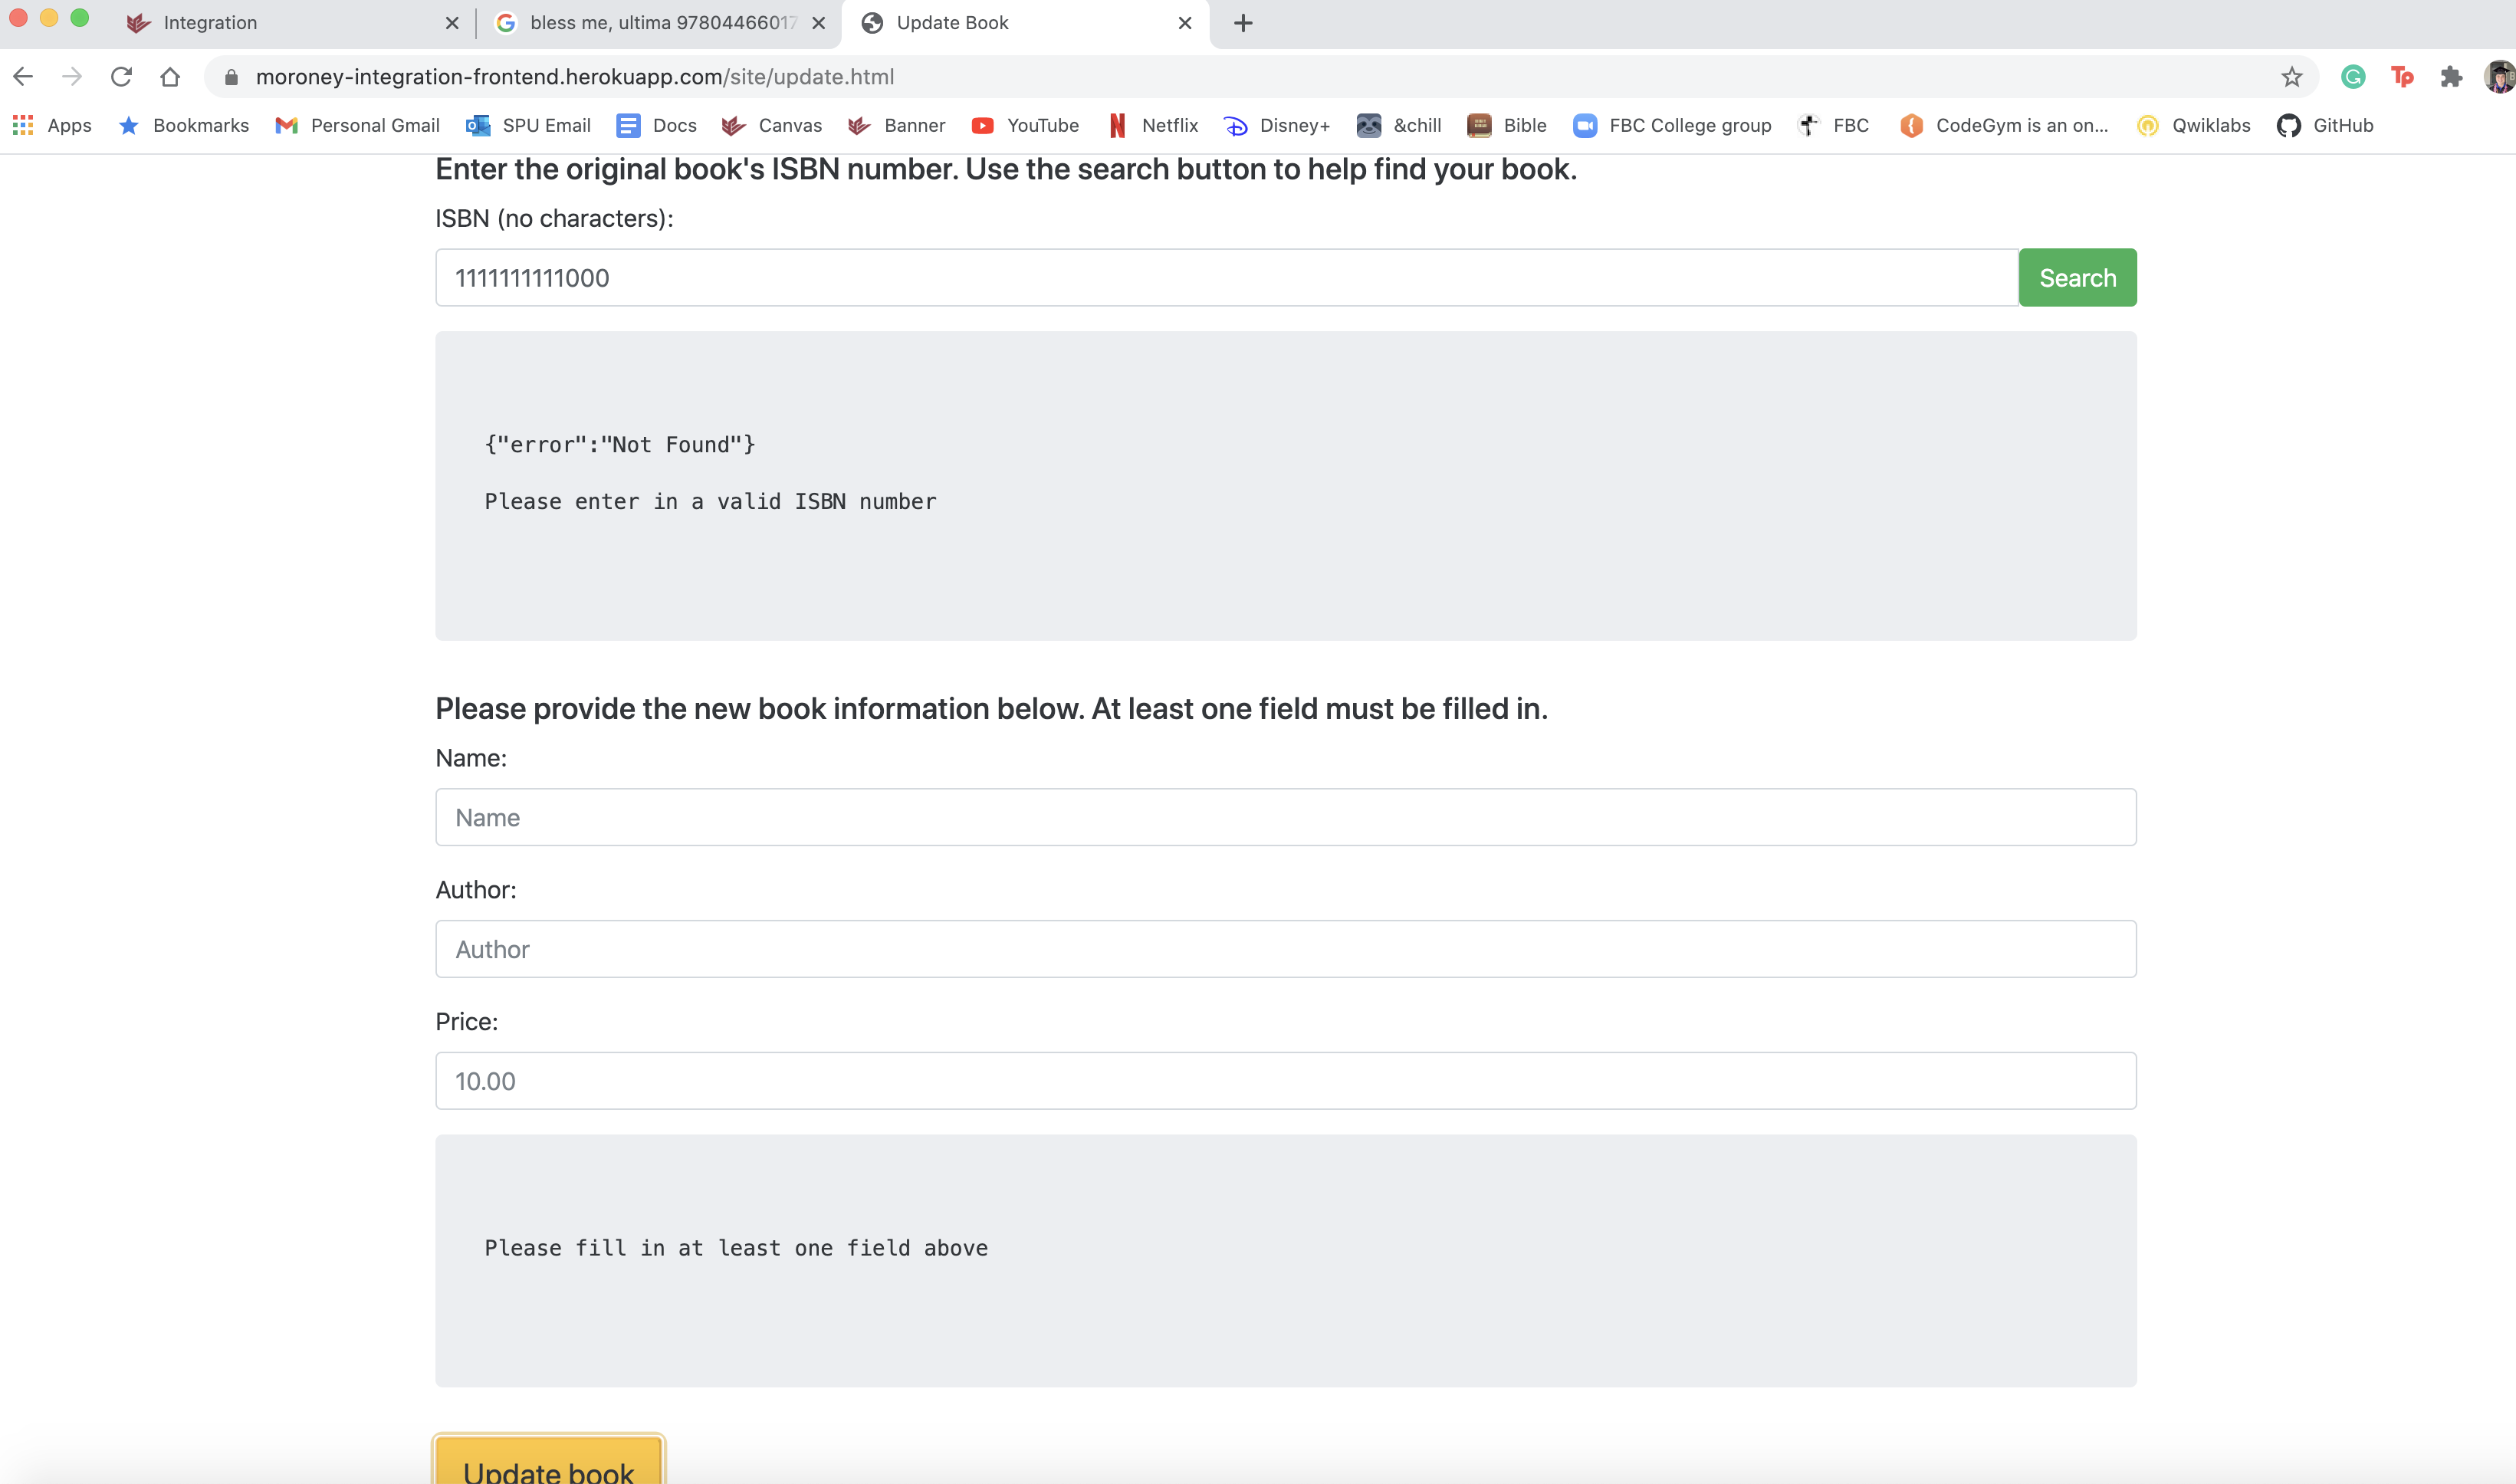 Integration
bless me, ultima 97804466017
Update Book
moroney-integration-frontend.herokuapp.com/site/update.html
Apps
Bookmarks
Personal Gmail
SPU Email
Docs
Canvas
Banner
YouTube
Netflix
Disney+
&chill
Bible
FBC College group
FBC
CodeGym is an on...
Qwiklabs
GitHub
Enter the original book's ISBN number. Use the search button to help find your book.
ISBN (no characters):
1111111111000
Search
{"error":"Not Found"}
Please enter in a valid ISBN number
Please provide the new book information below. At least one field must be filled in.
Name:
Name
Author:
Author
Price:
10.00
Please fill in at least one field above
Update book